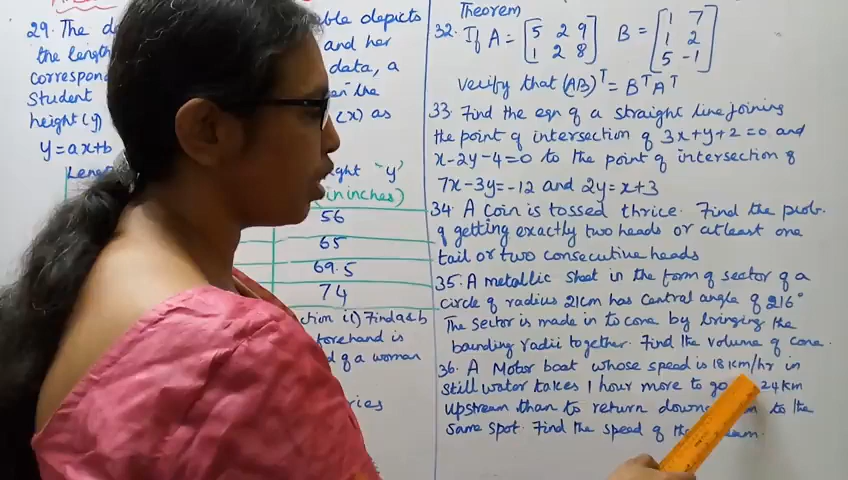 29. The
the length
correspond
Student
height(y)
y=ax+b
able depicts
and her
data, a
the
(x) as
"y"
(in inches)
56
65
69.5
74
ction ii) Find a & b
forehand is
of a woman
Theorem
32. If A = [5 2 9 B = [1 7
1 2 8] 1 2
5 -1]
verify that (AB)ᵀ = BᵀAᵀ
33. Find the eqn of a straight line joining
the point of intersection of 3x+y+2=0 and
x-2y-4=0 to the point of intersection of
7x-3y=-12 and 2y=x+3
34. A Coin is tossed thrice. Find the prob.
of getting exactly two heads or atleast one
tail or two consecutive heads
35. A metallic sheet in the form of sector of a
circle of radius 21cm has central angle of 216°
The sector is made in to cone by bringing the
bounding radii together. Find the volume of cone.
36. A Motor boat whose speed is 18km/hr in
still water takes 1 hour more to go 24km
upstream than to return down to the
same spot. Find the speed of the